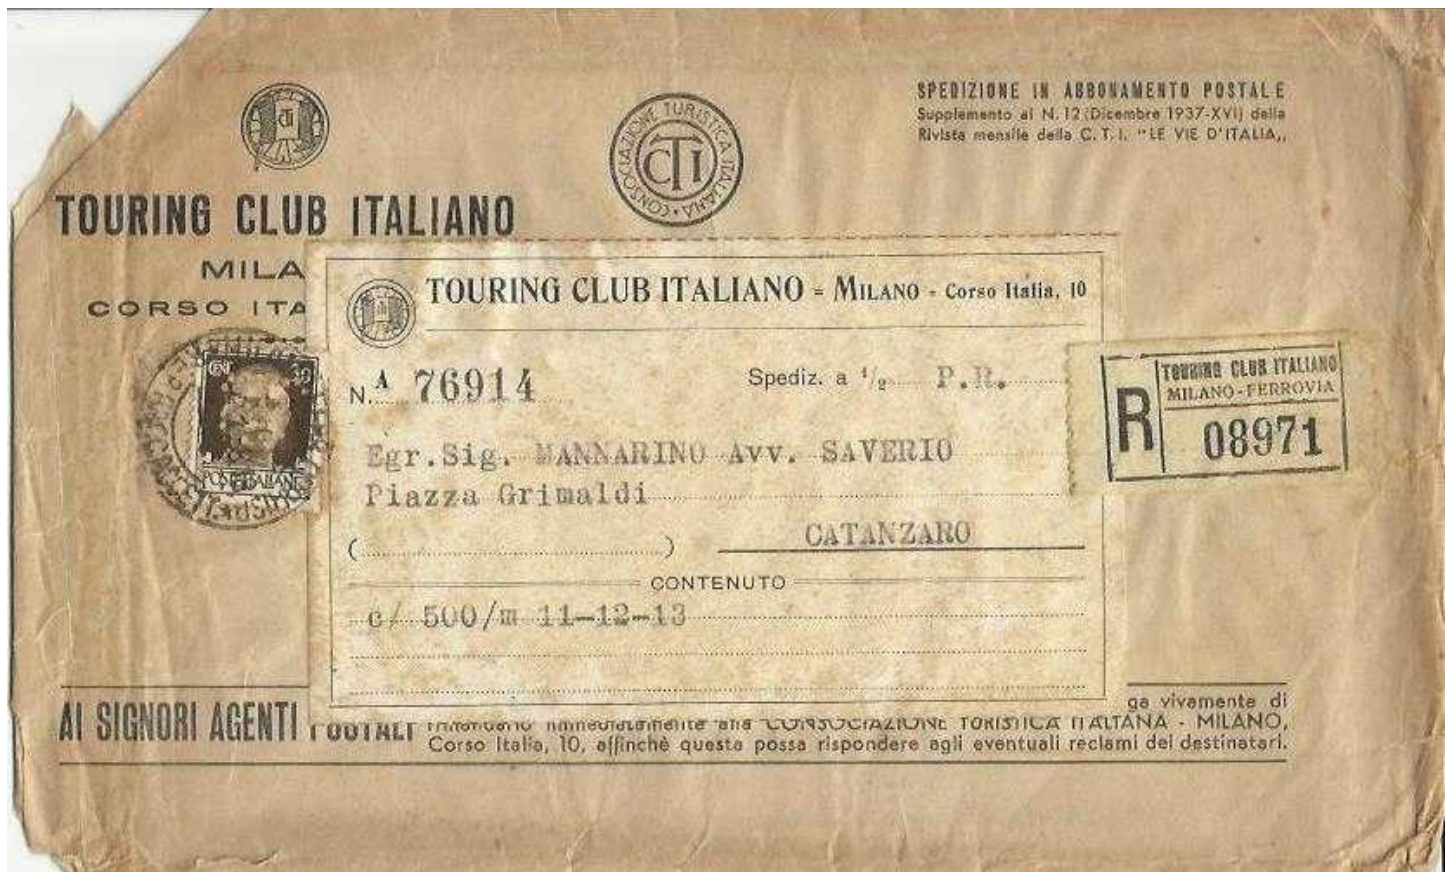 SPEDIZIONE IN ABBONAMENTO POSTALE
Supplemento al N. 12 (Dicembre 1937-XVI) della
Rivista mensile della C. T. I. "LE VIE D'ITALIA„
CONSOCIAZIONE TURISTICA ITALIANA
CTI
TOURING CLUB ITALIANO
MILA
CORSO ITA
TOURING CLUB ITALIANO = MILANO - Corso Italia, 10
N. A 76914 Spediz. a 1/2 P.R.
Egr.Sig. MANNARINO Avv. SAVERIO
Piazza Grimaldi
( ) CATANZARO
CONTENUTO
c/ 500/m 11-12-13
CENT 30
POSTE ITALIANE
R
TOURING CLUB ITALIANO
MILANO-FERROVIA
08971
ga vivamente di
AI SIGNORI AGENTI POSTALI immediatamente alla CONSOCIAZIONE TURISTICA ITALIANA - MILANO,
Corso Italia, 10, affinchè questa possa rispondere agli eventuali reclami dei destinatari.